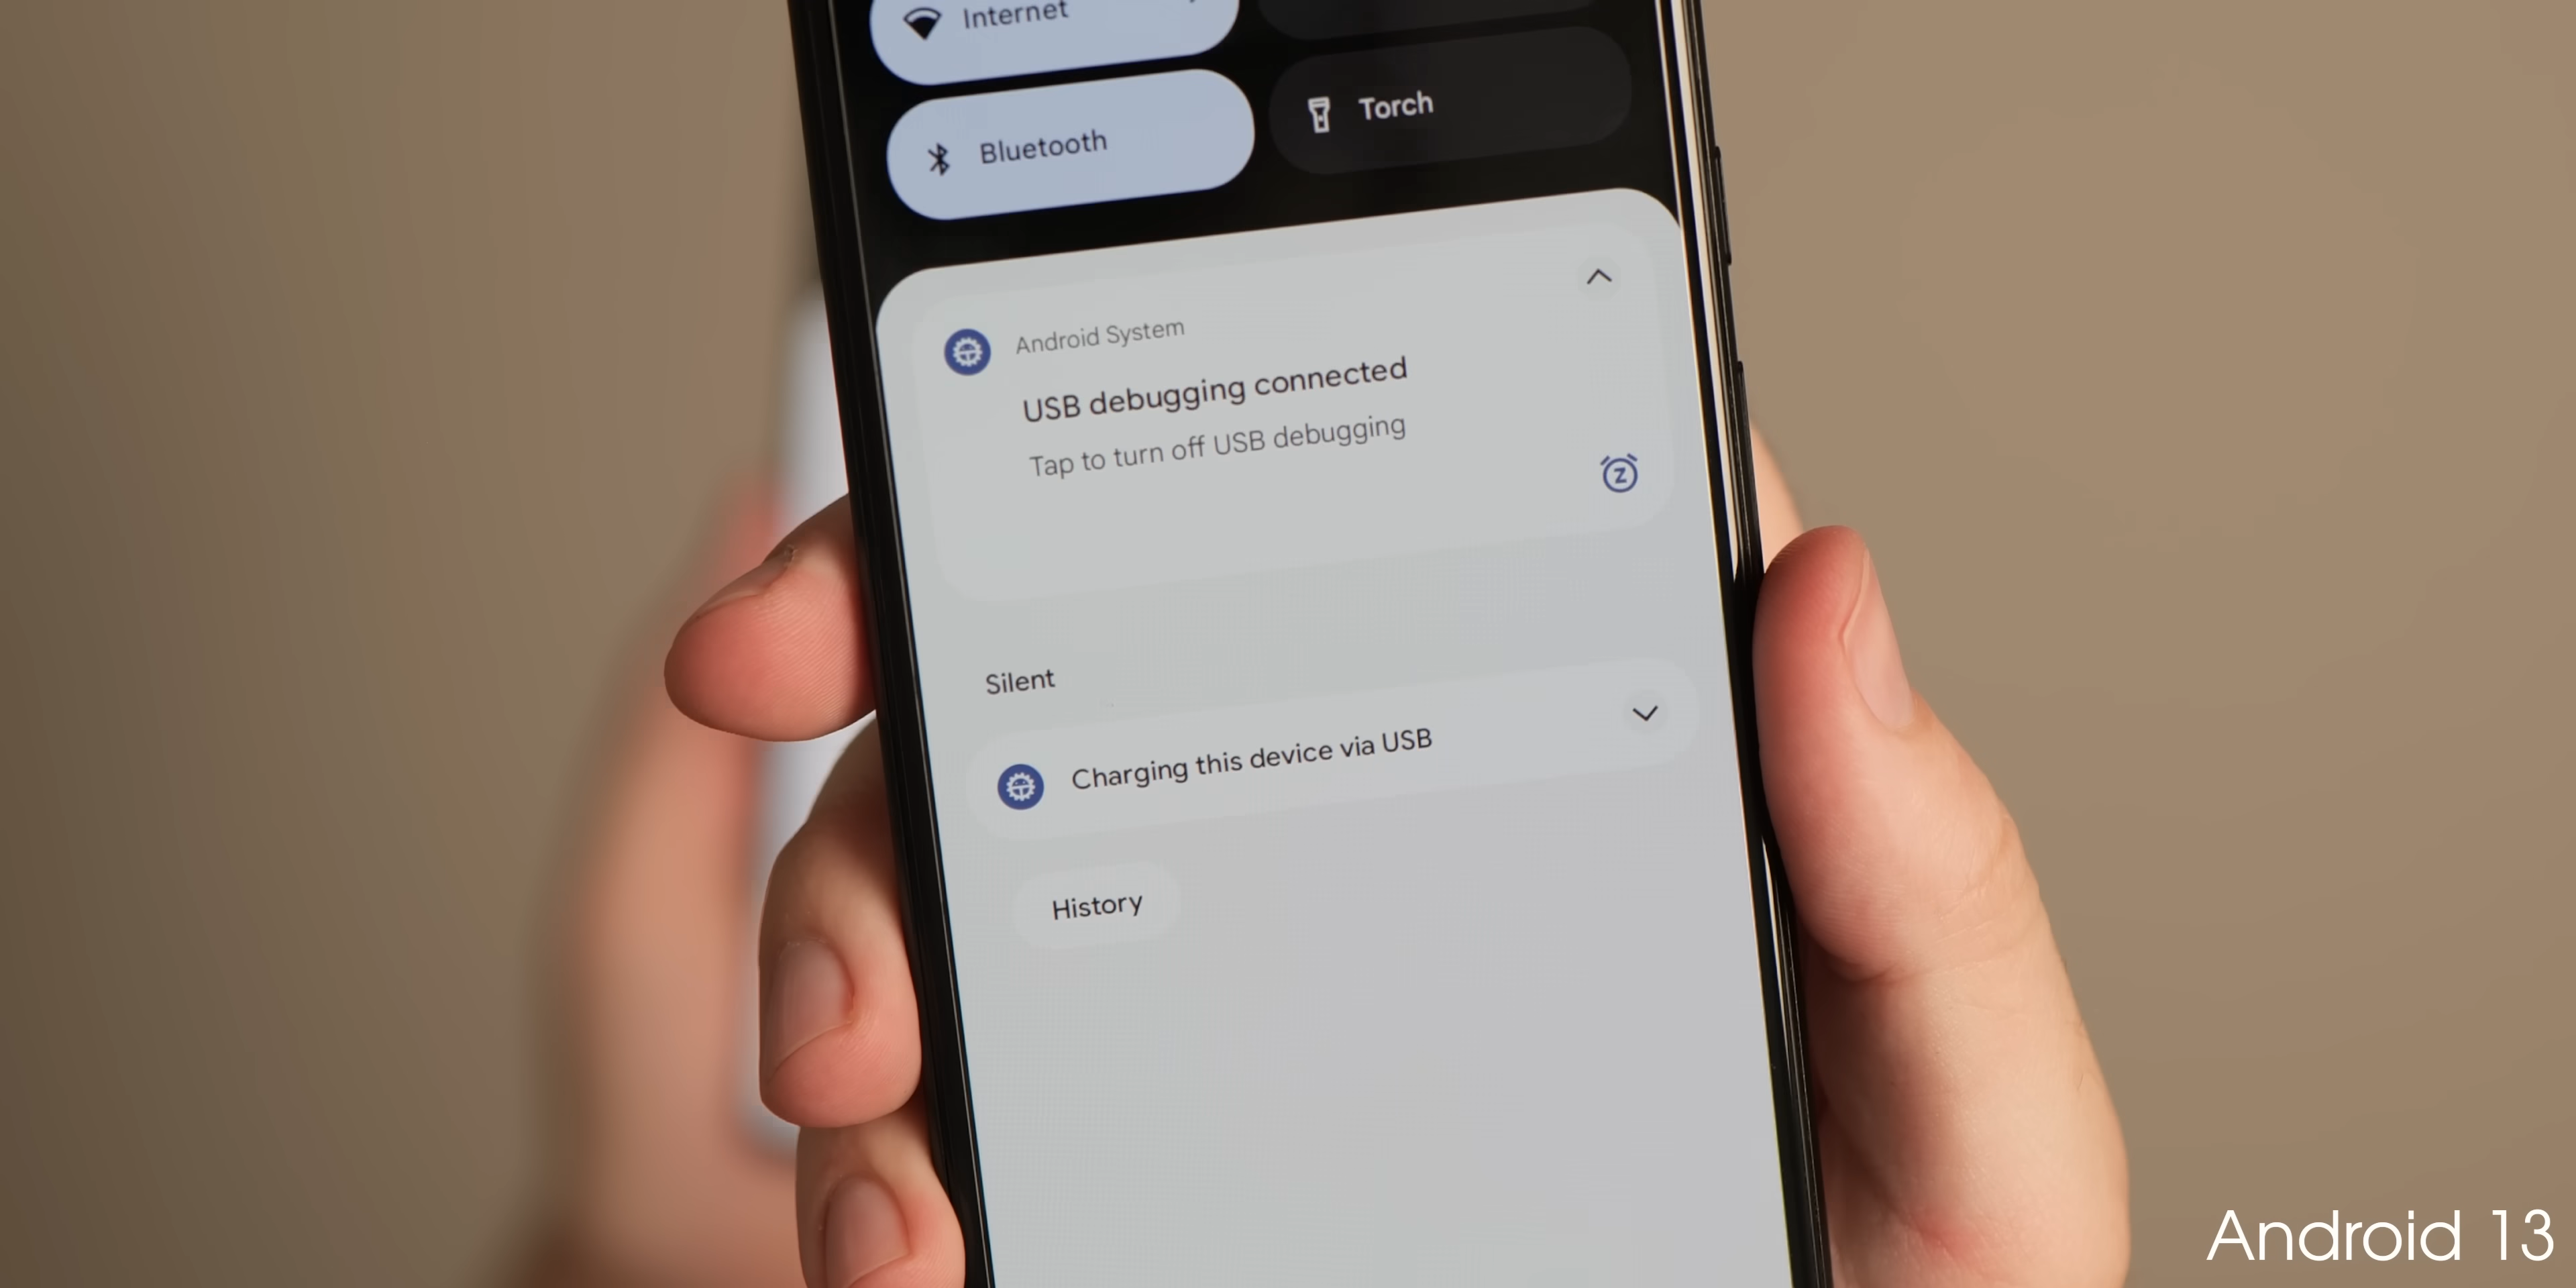 Internet
Bluetooth
Torch
Android System
USB debugging connected
Tap to turn off USB debugging
Silent
Charging this device via USB
History
Android 13